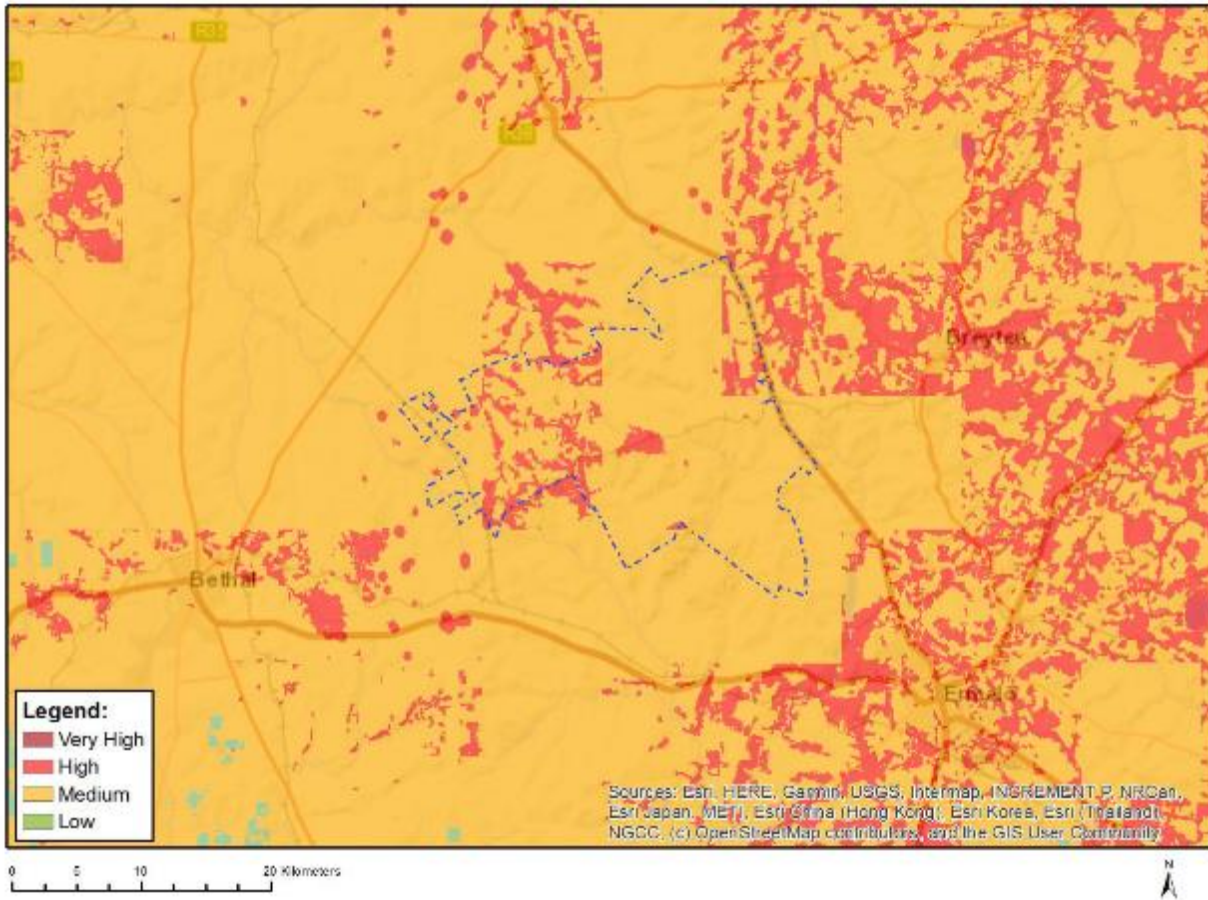 R35
Breyten
Bethal
Ermelo
Legend:
Very High
High
Medium
Low
Sources: Esri, HERE, Garmin, USGS, Intermap, INCREMENT P, NRCan,
Esri Japan, METI, Esri China (Hong Kong), Esri Korea, Esri (Thailand),
NGCC, (c) OpenStreetMap contributors, and the GIS User Community
0 5 10 20 Kilometers
N